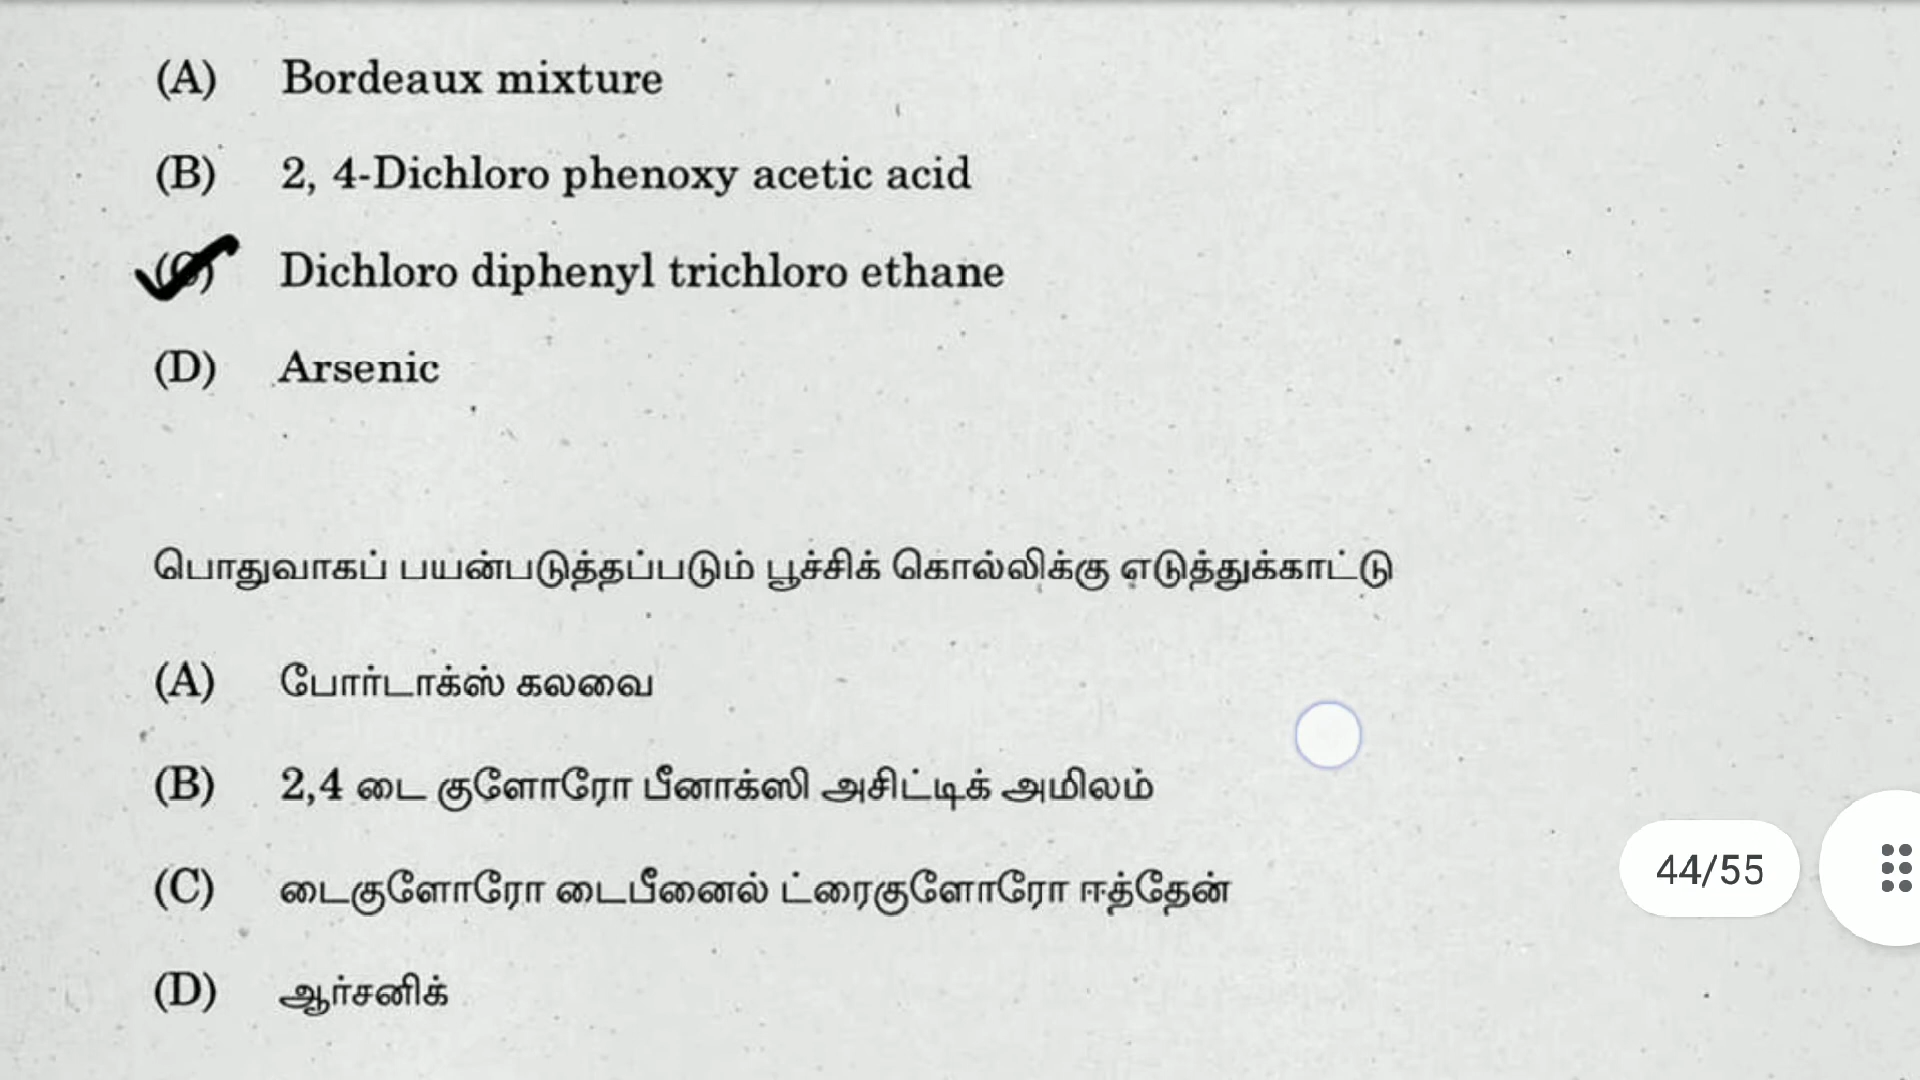 (A) Bordeaux mixture
(B) 2, 4-Dichloro phenoxy acetic acid
(C) Dichloro diphenyl trichloro ethane
(D) Arsenic
பொதுவாகப் பயன்படுத்தப்படும் பூச்சிக் கொல்லிக்கு எடுத்துக்காட்டு
(A) போர்டாக்ஸ் கலவை
(B) 2,4 டை குளோரோ பீனாக்ஸி அசிட்டிக் அமிலம்
(C) டைகுளோரோ டைபீனைல் ட்ரைகுளோரோ ஈத்தேன்
44/55
(D) ஆர்சனிக்